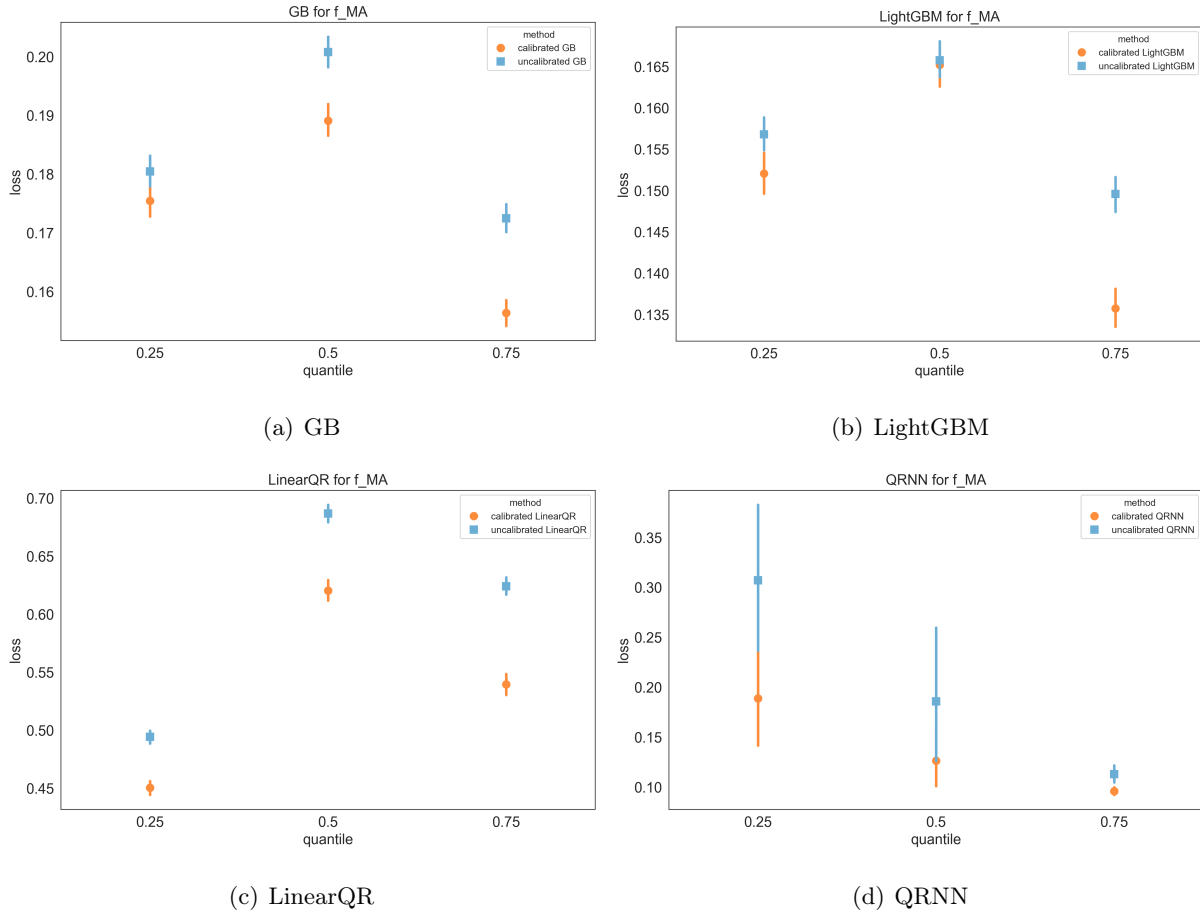 GB for f_MA
method
calibrated GB
uncalibrated GB
0.20
0.19
0.18
0.17
0.16
loss
0.25 0.5 0.75
quantile
(a) GB
LightGBM for f_MA
method
calibrated LightGBM
uncalibrated LightGBM
0.165
0.160
0.155
0.150
0.145
0.140
0.135
loss
0.25 0.5 0.75
quantile
(b) LightGBM
LinearQR for f_MA
method
calibrated LinearQR
uncalibrated LinearQR
0.70
0.65
0.60
0.55
0.50
0.45
loss
0.25 0.5 0.75
quantile
(c) LinearQR
QRNN for f_MA
method
calibrated QRNN
uncalibrated QRNN
0.35
0.30
0.25
0.20
0.15
0.10
loss
0.25 0.5 0.75
quantile
(d) QRNN